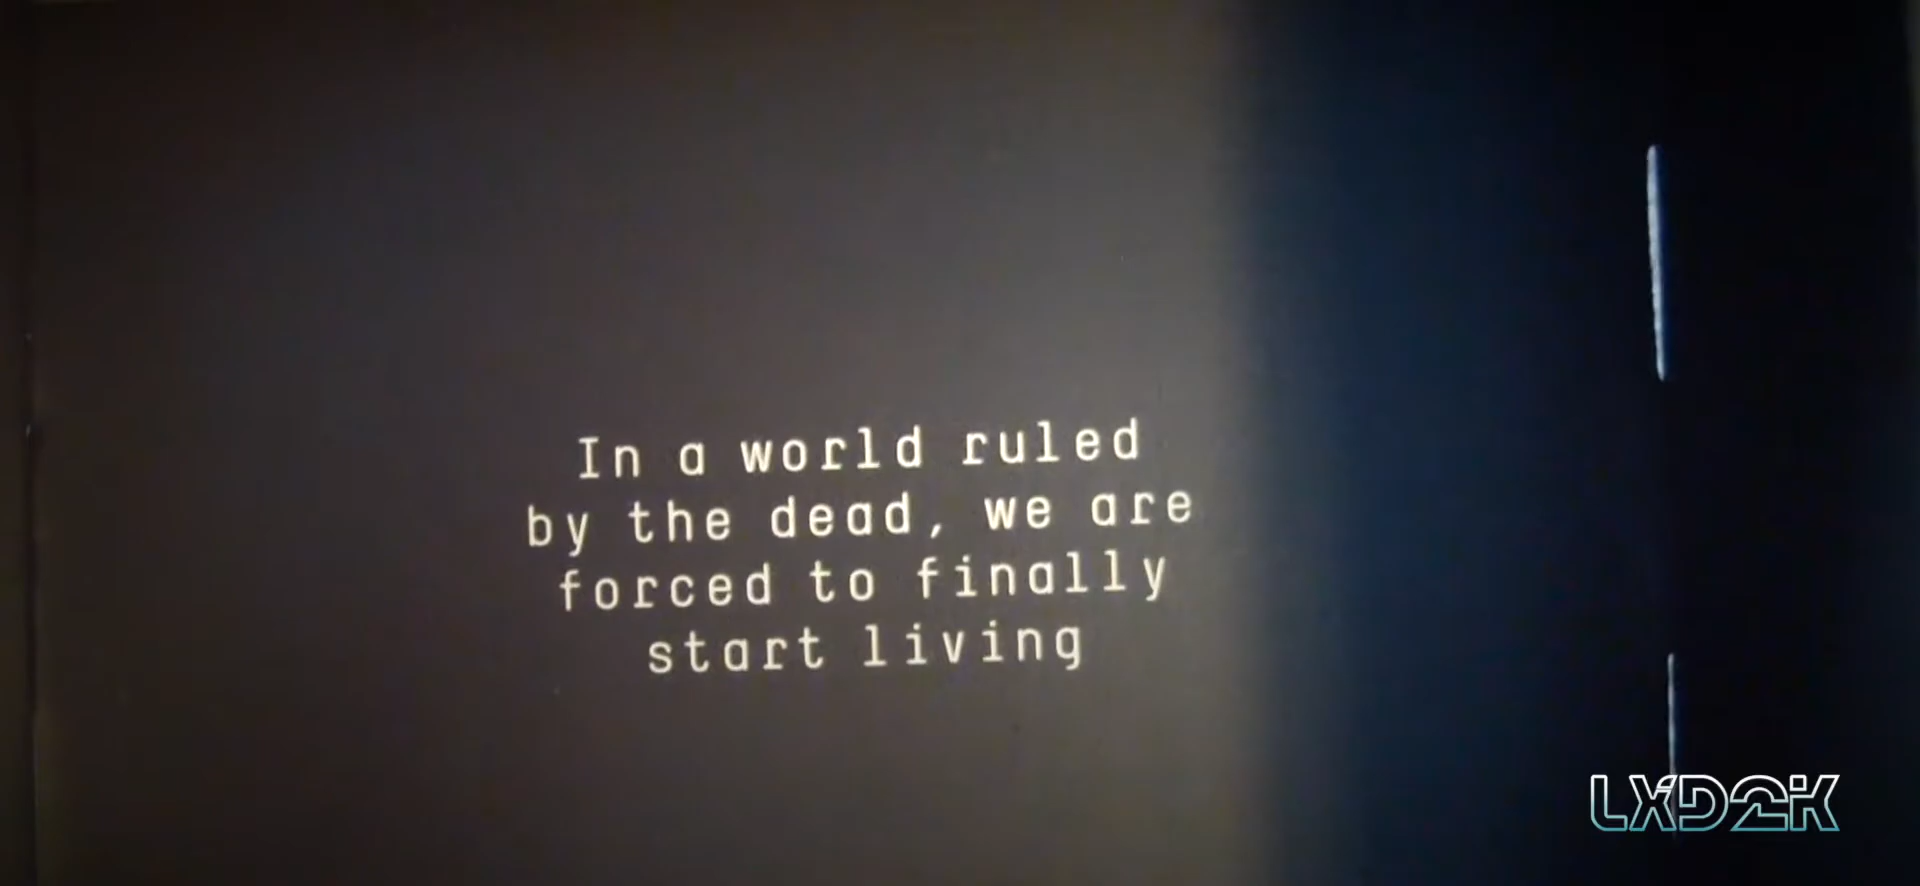 In a world ruled
by the dead, we are
forced to finally
start living
LXD2K